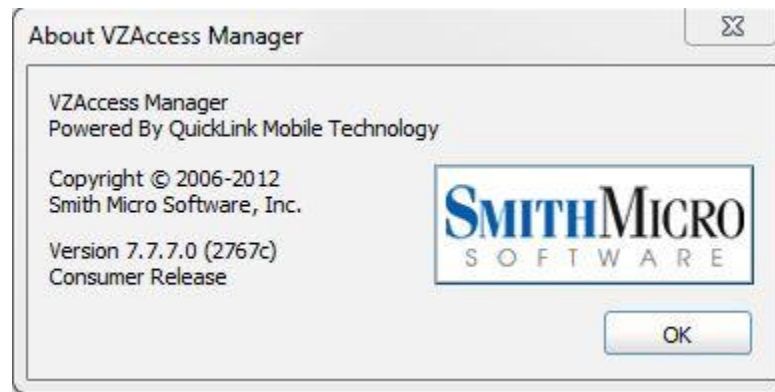 About VZAccess Manager
VZAccess Manager
Powered By QuickLink Mobile Technology
Copyright © 2006-2012
Smith Micro Software, Inc.
Version 7.7.7.0 (2767c)
Consumer Release
SMITHMICRO
SOFTWARE
OK